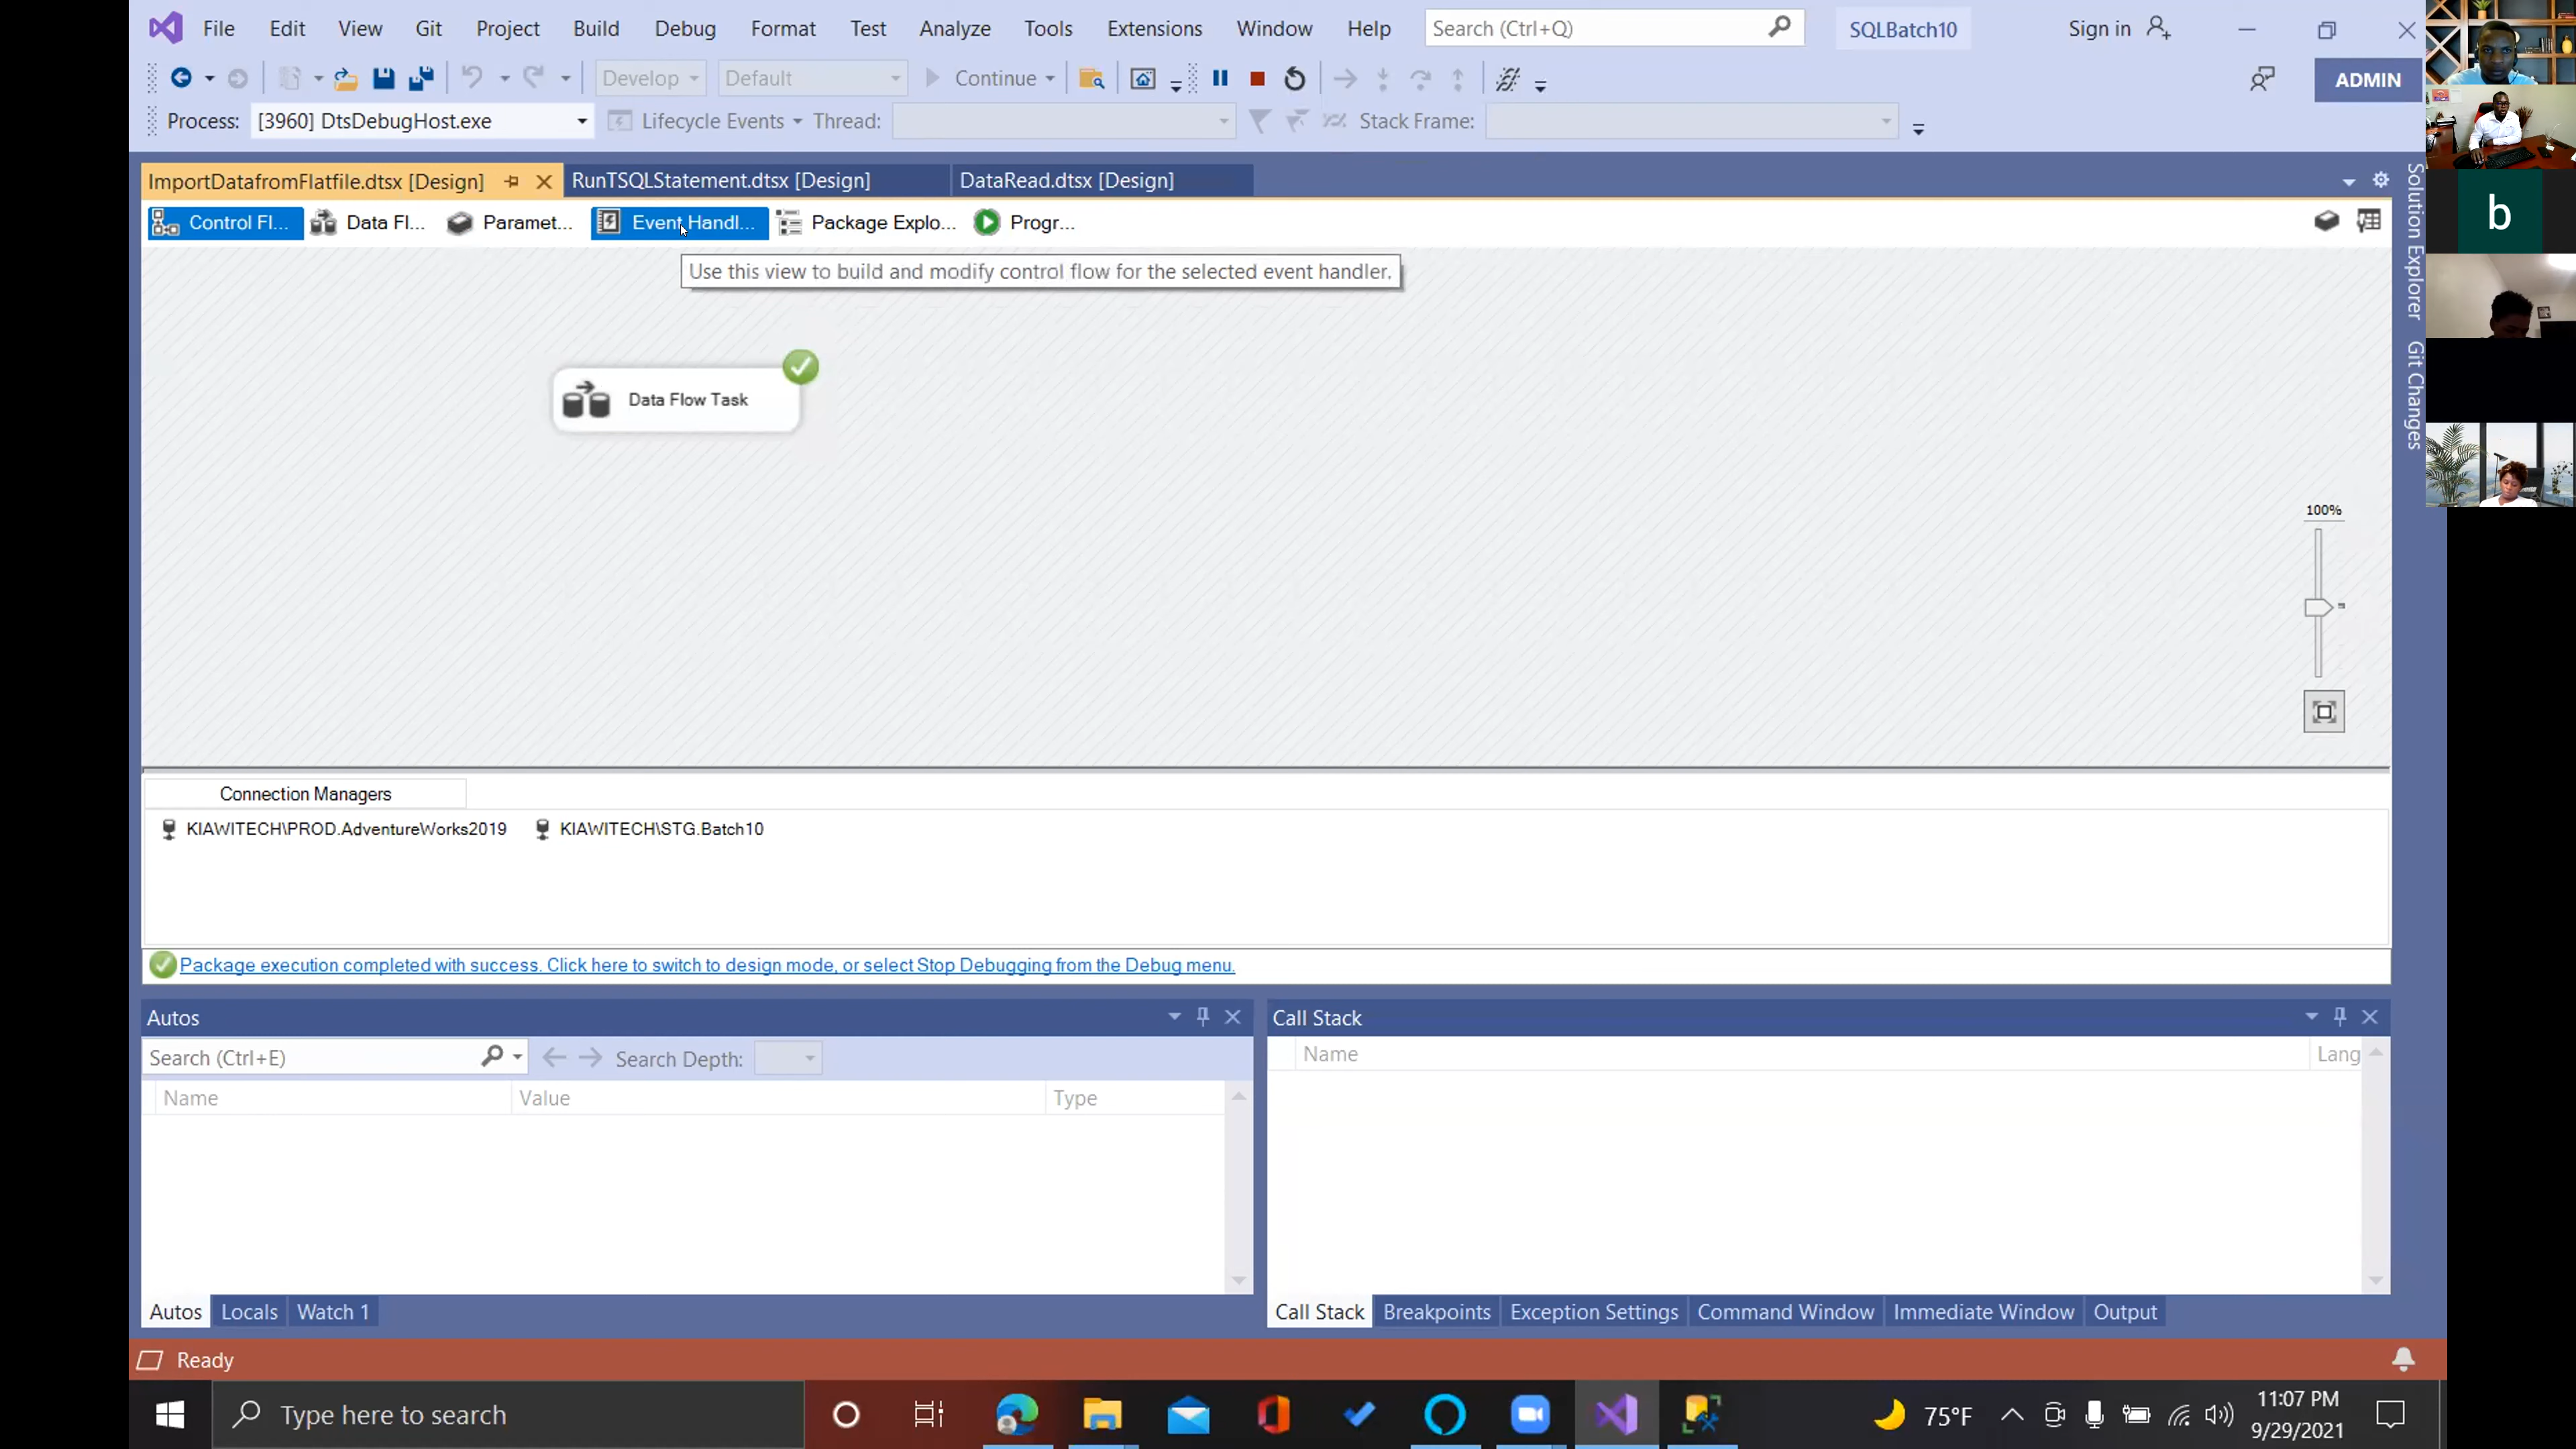 File Edit View Git Project Build Debug Format Test Analyze Tools Extensions Window Help Search (Ctrl+Q) SQLBatch10 Sign in
Develop Default Continue ADMIN
Process: [3960] DtsDebugHost.exe Lifecycle Events Thread: Stack Frame:
ImportDatafromFlatfile.dtsx [Design] RunTSQLStatement.dtsx [Design] DataRead.dtsx [Design]
Control Fl... Data Fl... Paramet... Event Handl... Package Explo... Progr...
Use this view to build and modify control flow for the selected event handler.
Data Flow Task
100%
Solution Explorer
Git Changes
b
Connection Managers
KIAWITECH\PROD.AdventureWorks2019 KIAWITECH\STG.Batch10
Package execution completed with success. Click here to switch to design mode, or select Stop Debugging from the Debug menu.
Autos
Search (Ctrl+E) Search Depth:
Name Value Type
Call Stack
Name Lang
Autos Locals Watch 1
Call Stack Breakpoints Exception Settings Command Window Immediate Window Output
Ready
Type here to search
75°F
11:07 PM
9/29/2021